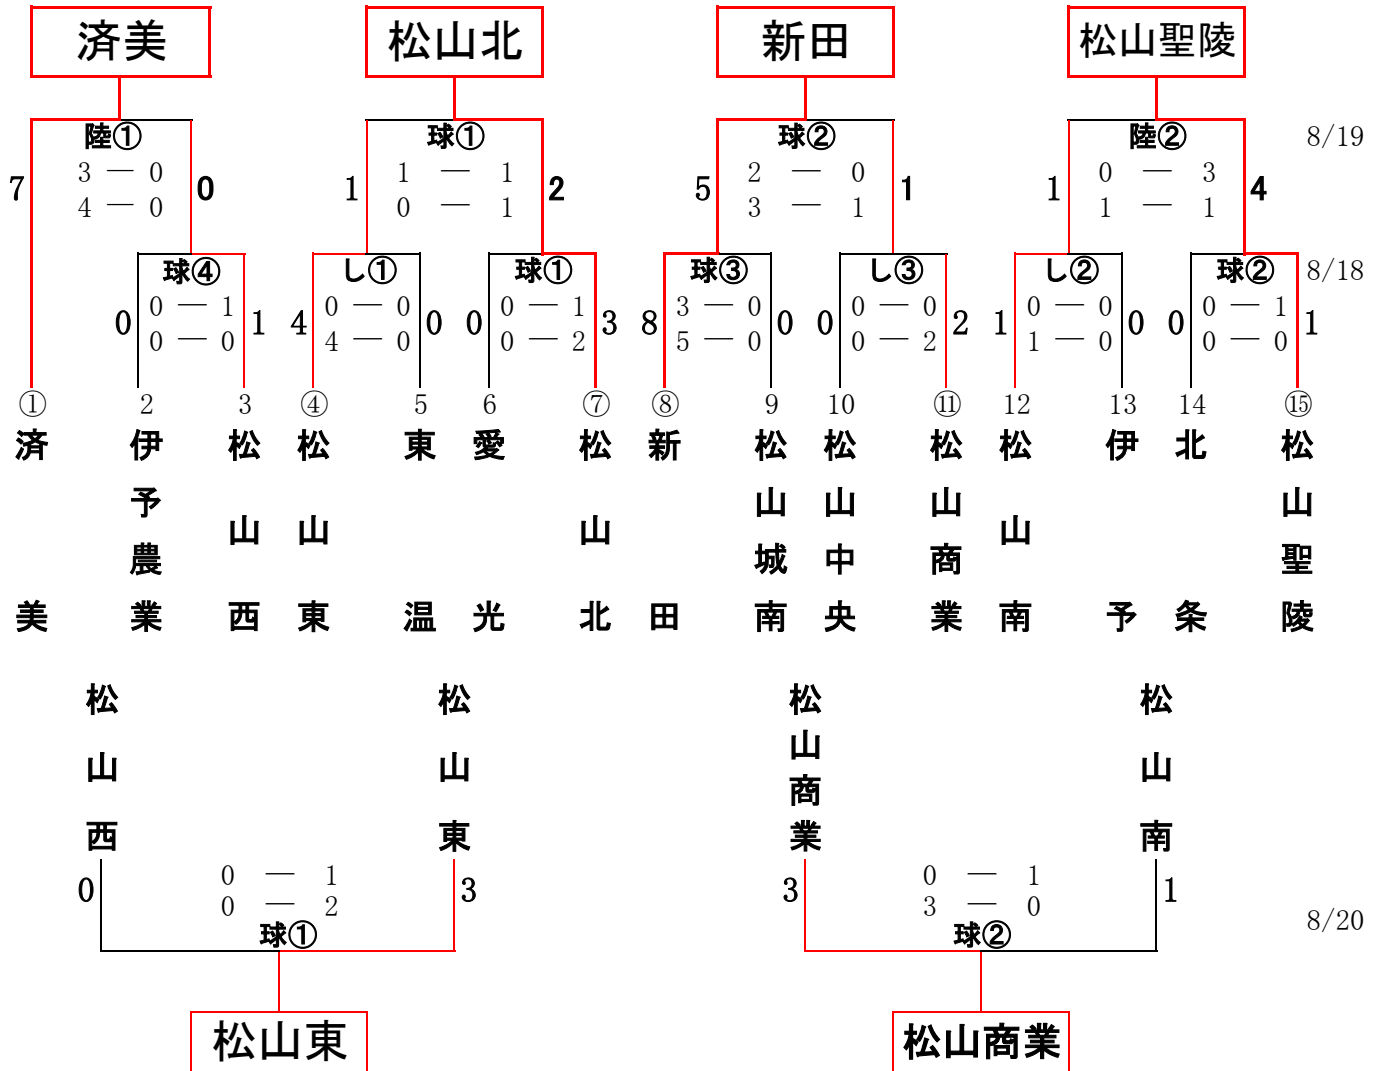 済美 松山北 新田 松山聖陵
陸① 球① 球② 陸② 8/19
3 — 0 1 — 1 2 — 0 0 — 3
7 0 1 2 5 1 1 4
4 — 0 0 — 1 3 — 1 1 — 1
球④ し① 球① 球③ し③ し② 球② 8/18
0 — 1 0 — 0 0 — 1 3 — 0 0 — 0 0 — 0 0 — 1
0 1 4 0 0 3 8 0 0 2 1 0 0 1
0 — 0 4 — 0 0 — 2 5 — 0 0 — 2 1 — 0 0 — 0
① 2 3 ④ 5 6 ⑦ ⑧ 9 10 ⑪ 12 13 14 ⑮
済美
伊予農業
松山西
松山東
東温
愛光
松山北
新田
松山城南
松山中央
松山商業
松山南
伊予
北条
松山聖陵
松山西
松山東
松山商業
松山南
0 — 1 0 — 1
0 3 3 1
0 — 2 3 — 0
球① 球② 8/20
松山東 松山商業